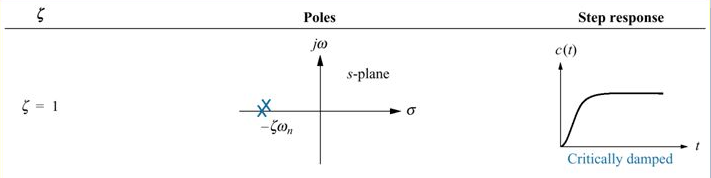 ζ Poles Step response
jω
s-plane
σ
−ζωₙ
ζ = 1
c(t)
t
Critically damped